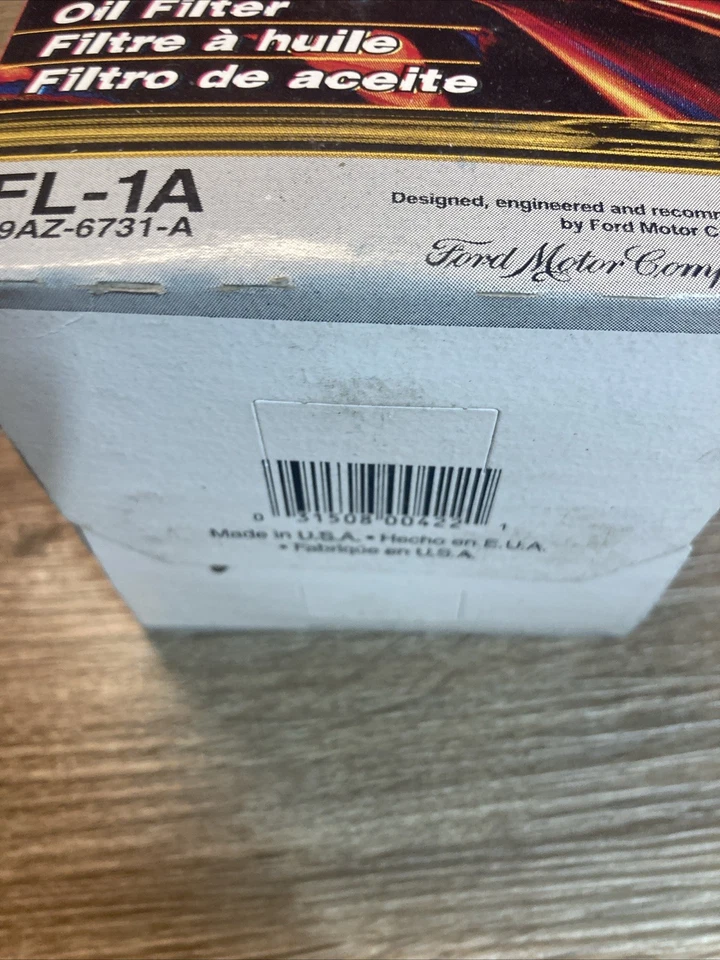 Oil Filter
Filtre à huile
Filtro de aceite
FL-1A
9AZ-6731-A
Designed, engineered and recomm
by Ford Motor C
Ford Motor Comp
0 31508 00422 1
Made in U.S.A. • Hecho en E.U.A.
• Fabriqué en U.S.A.